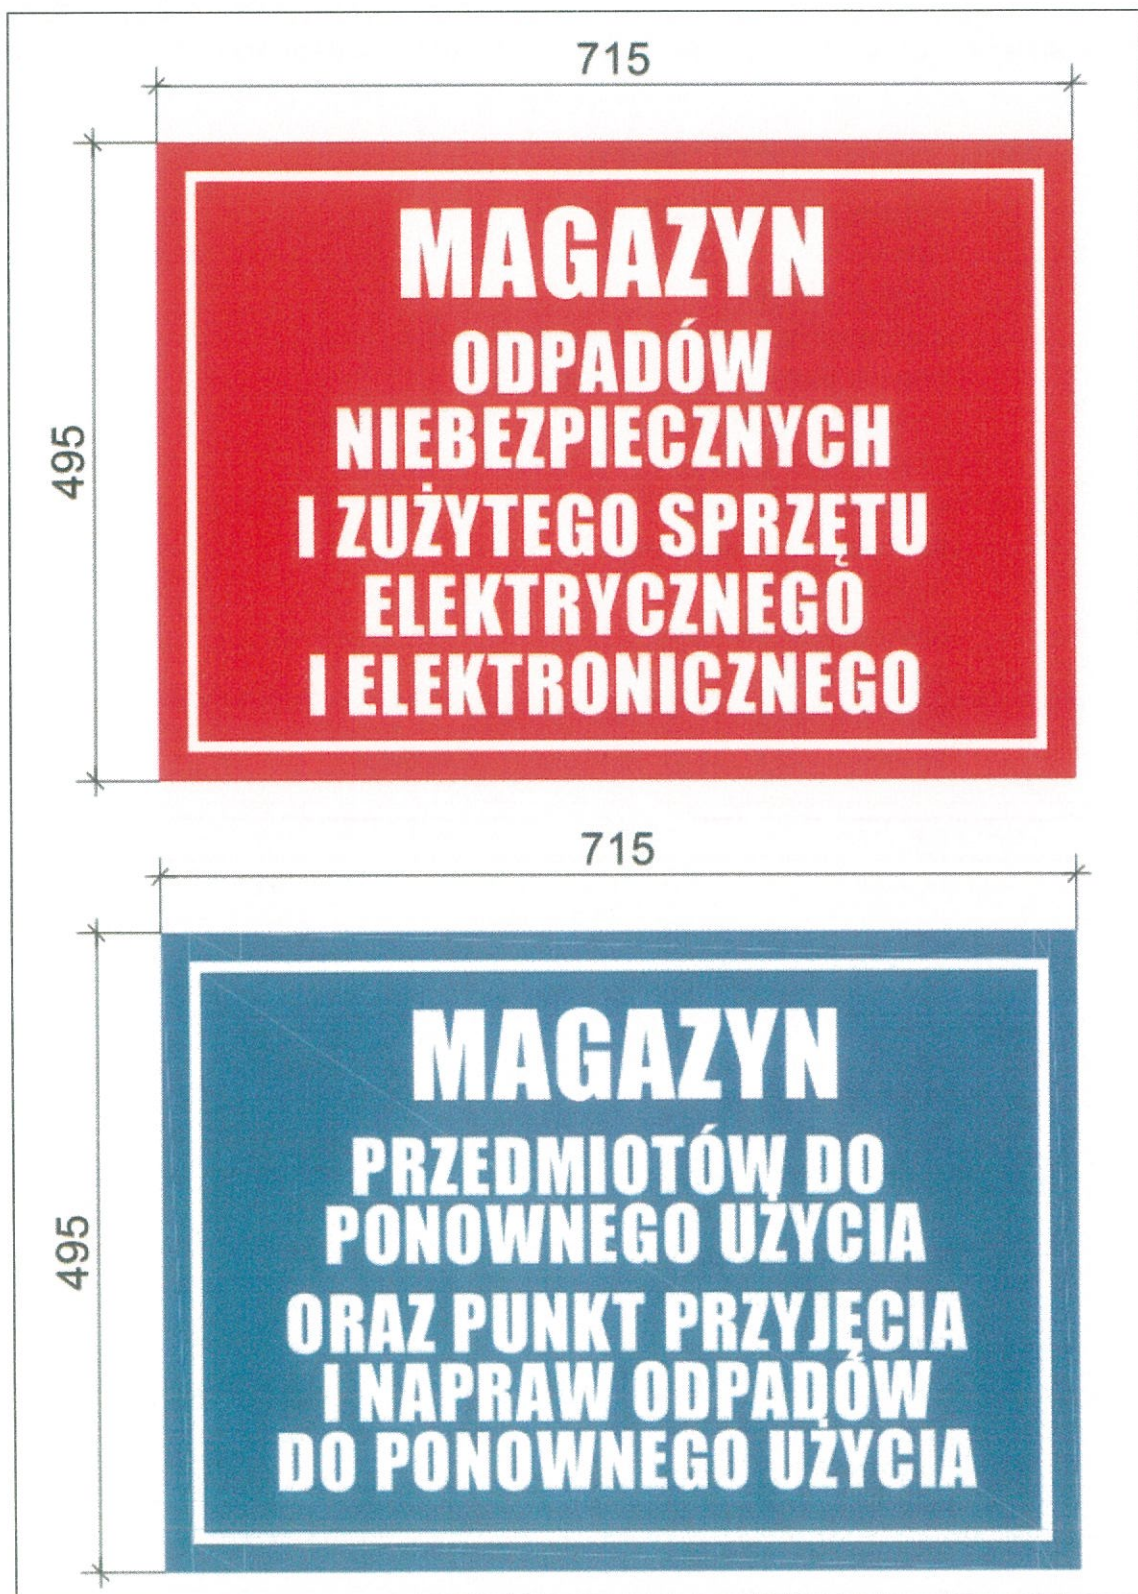 715
495
MAGAZYN
ODPADÓW
NIEBEZPIECZNYCH
I ZUŻYTEGO SPRZĘTU
ELEKTRYCZNEGO
I ELEKTRONICZNEGO
715
495
MAGAZYN
PRZEDMIOTÓW DO
PONOWNEGO UŻYCIA
ORAZ PUNKT PRZYJĘCIA
I NAPRAW ODPADÓW
DO PONOWNEGO UŻYCIA